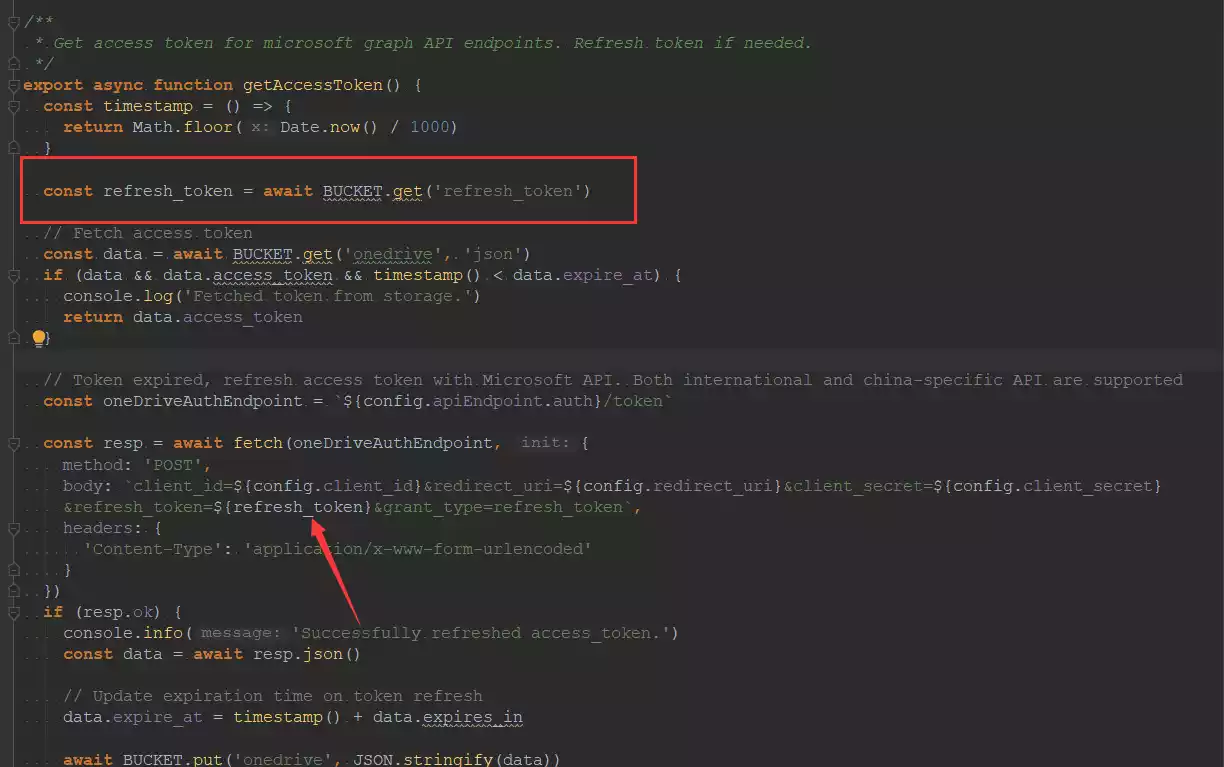 /**
 * Get access token for microsoft graph API endpoints. Refresh token if needed.
 */
export async function getAccessToken() {
  const timestamp = () => {
    return Math.floor( x: Date.now() / 1000)
  }
  const refresh_token = await BUCKET.get('refresh_token')
  // Fetch access token
  const data = await BUCKET.get('onedrive', 'json')
  if (data && data.access_token && timestamp() < data.expire_at) {
    console.log('Fetched token from storage.')
    return data.access_token
  }
  // Token expired, refresh access token with Microsoft API. Both international and china-specific API are supported
  const oneDriveAuthEndpoint = `${config.apiEndpoint.auth}/token`
  const resp = await fetch(oneDriveAuthEndpoint, init: {
    method: 'POST',
    body: `client_id=${config.client_id}&redirect_uri=${config.redirect_uri}&client_secret=${config.client_secret}
    &refresh_token=${refresh_token}&grant_type=refresh_token`,
    headers: {
      'Content-Type': 'application/x-www-form-urlencoded'
    }
  })
  if (resp.ok) {
    console.info( message: 'Successfully refreshed access_token.')
    const data = await resp.json()
    // Update expiration time on token refresh
    data.expire_at = timestamp() + data.expires_in
    await BUCKET.put('onedrive', JSON.stringify(data))